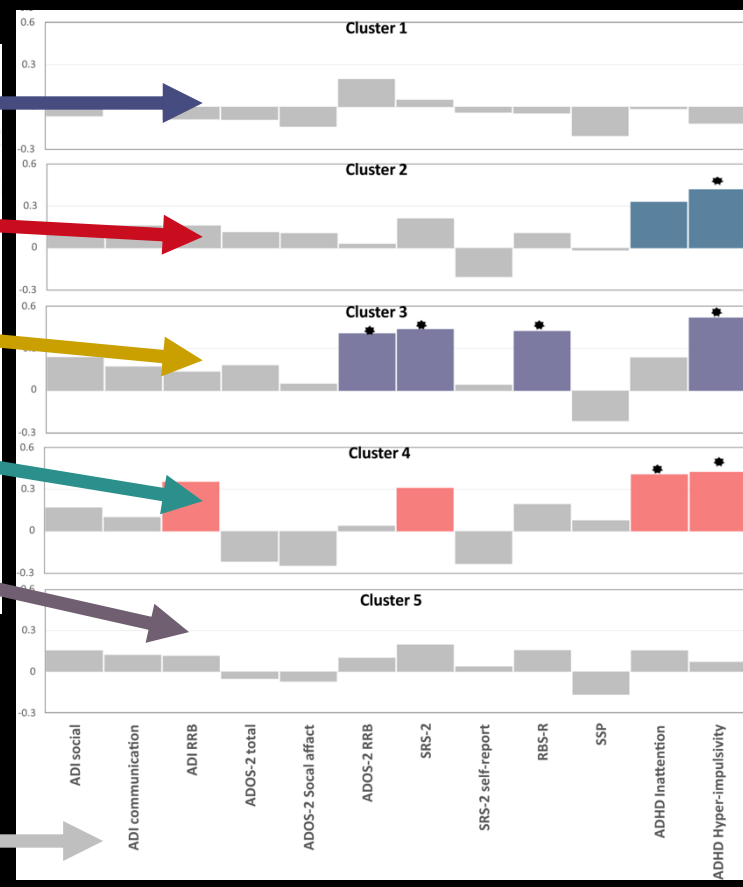 0.6
Cluster 1
0.3
-0.3
0.6
Cluster 2
0.3
0
-0.3
0.6
Cluster 3
0
-0.3
0.6
Cluster 4
0.3
0
-0.3
Cluster 5
0.3
0
-0.3
ADI social
ADI communication
ADI RRB
ADOS-2 total
ADOS-2 Socal affact
ADOS-2 RRB
SRS-2
SRS-2 self-report
RBS-R
SSP
ADHD Inattention
ADHD Hyper-impulsivity